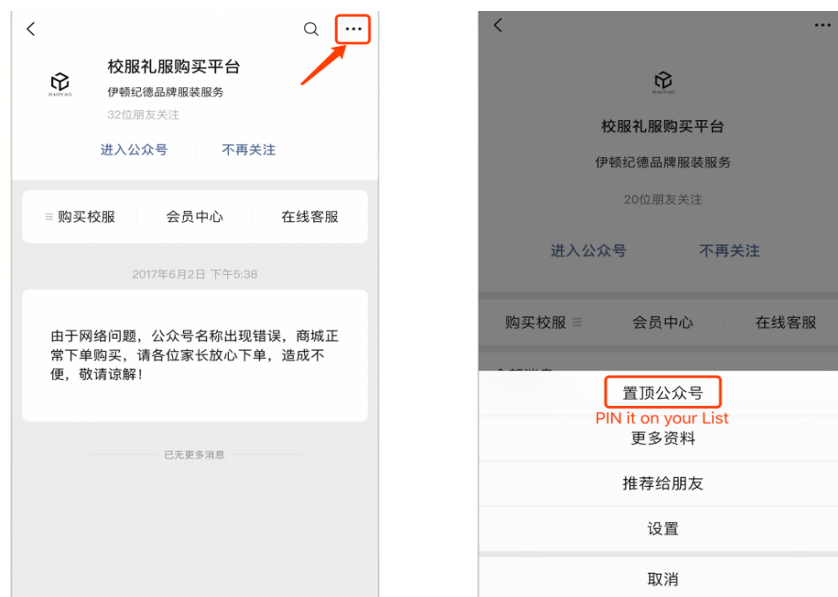 校服礼服购买平台
伊顿纪德品牌服装服务
32位朋友关注
进入公众号 不再关注
购买校服 会员中心 在线客服
2017年6月2日 下午5:38
由于网络问题，公众号名称出现错误，商城正
常下单购买，请各位家长放心下单，造成不
便，敬请谅解！
已无更多消息
校服礼服购买平台
伊顿纪德品牌服装服务
20位朋友关注
进入公众号 不再关注
购买校服 会员中心 在线客服
置顶公众号
PIN it on your List
更多资料
推荐给朋友
设置
取消